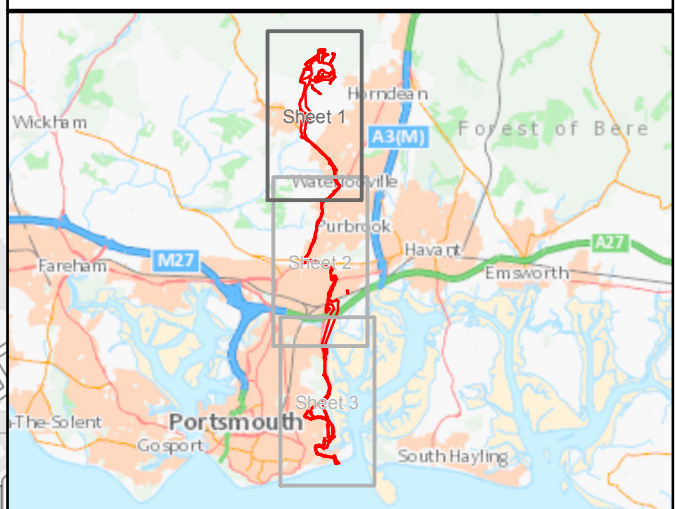 Horndean
Sheet 1
Wickham
Forest of Bere
A3(M)
Waterlooville
Purbrook
Havant
A27
M27
Sheet 2
Fareham
Emsworth
Sheet 3
n-The-Solent
Portsmouth
Gosport
South Hayling